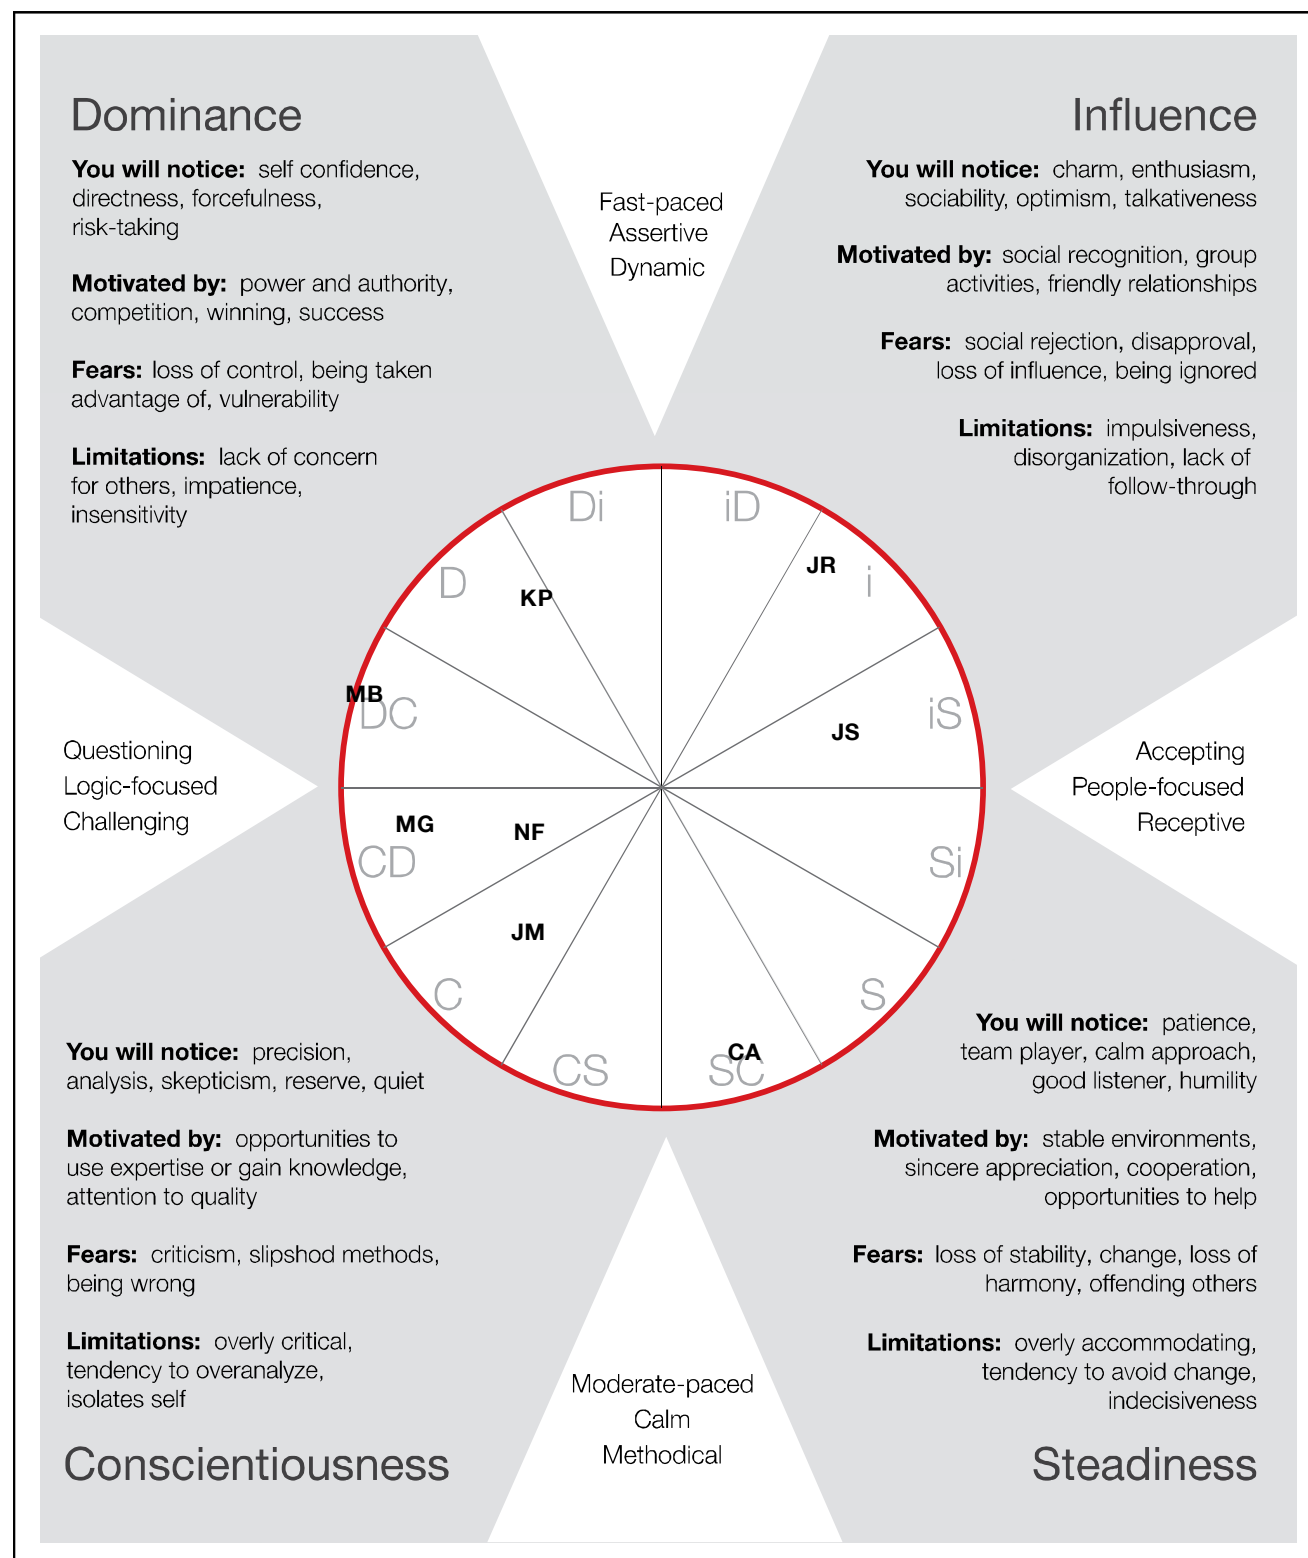 Dominance
You will notice: self confidence,
directness, forcefulness,
risk-taking
Motivated by: power and authority,
competition, winning, success
Fears: loss of control, being taken
advantage of, vulnerability
Limitations: lack of concern
for others, impatience,
insensitivity
Fast-paced
Assertive
Dynamic
Influence
You will notice: charm, enthusiasm,
sociability, optimism, talkativeness
Motivated by: social recognition, group
activities, friendly relationships
Fears: social rejection, disapproval,
loss of influence, being ignored
Limitations: impulsiveness,
disorganization, lack of
follow-through
Di
iD
D
KP
JR
i
MB
DC
JS
iS
Questioning
Logic-focused
Challenging
Accepting
People-focused
Receptive
MG
NF
CD
Si
JM
C
S
CS
CA
SC
You will notice: precision,
analysis, skepticism, reserve, quiet
Motivated by: opportunities to
use expertise or gain knowledge,
attention to quality
Fears: criticism, slipshod methods,
being wrong
Limitations: overly critical,
tendency to overanalyze,
isolates self
Conscientiousness
Moderate-paced
Calm
Methodical
You will notice: patience,
team player, calm approach,
good listener, humility
Motivated by: stable environments,
sincere appreciation, cooperation,
opportunities to help
Fears: loss of stability, change, loss of
harmony, offending others
Limitations: overly accommodating,
tendency to avoid change,
indecisiveness
Steadiness